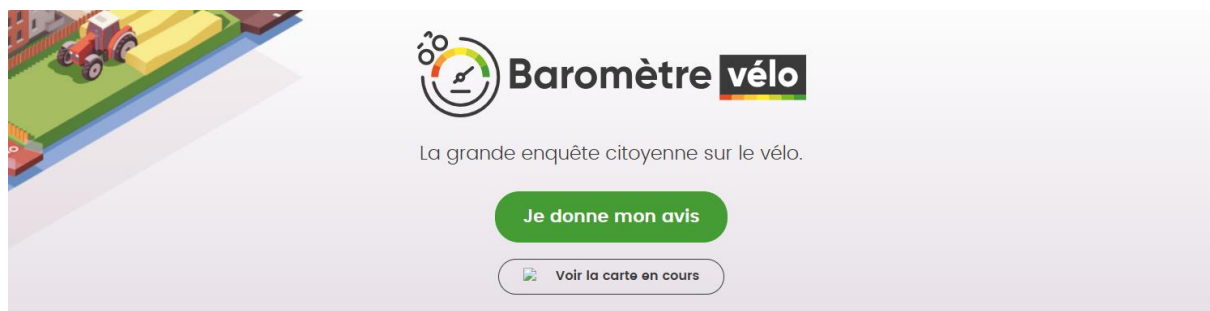 Baromètre vélo
La grande enquête citoyenne sur le vélo.
Je donne mon avis
Voir la carte en cours